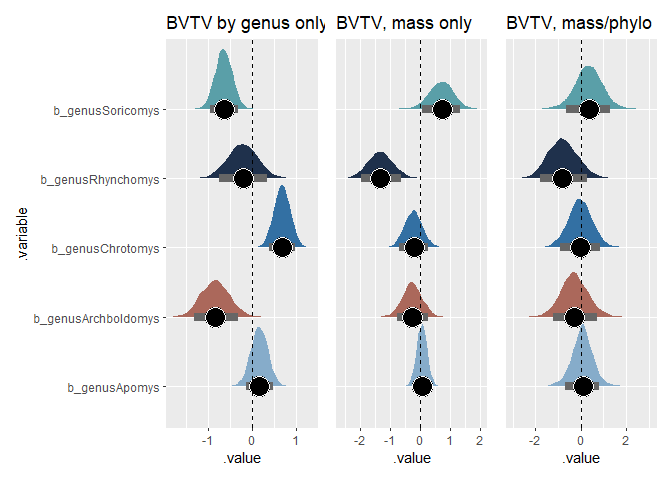 BVTV by genus only
BVTV, mass only
BVTV, mass/phylo
.variable
b_genusSoricomys
b_genusRhynchomys
b_genusChrotomys
b_genusArchboldomys
b_genusApomys
-1 0 1
-2 -1 0 1 2
-2 0 2
.value
.value
.value